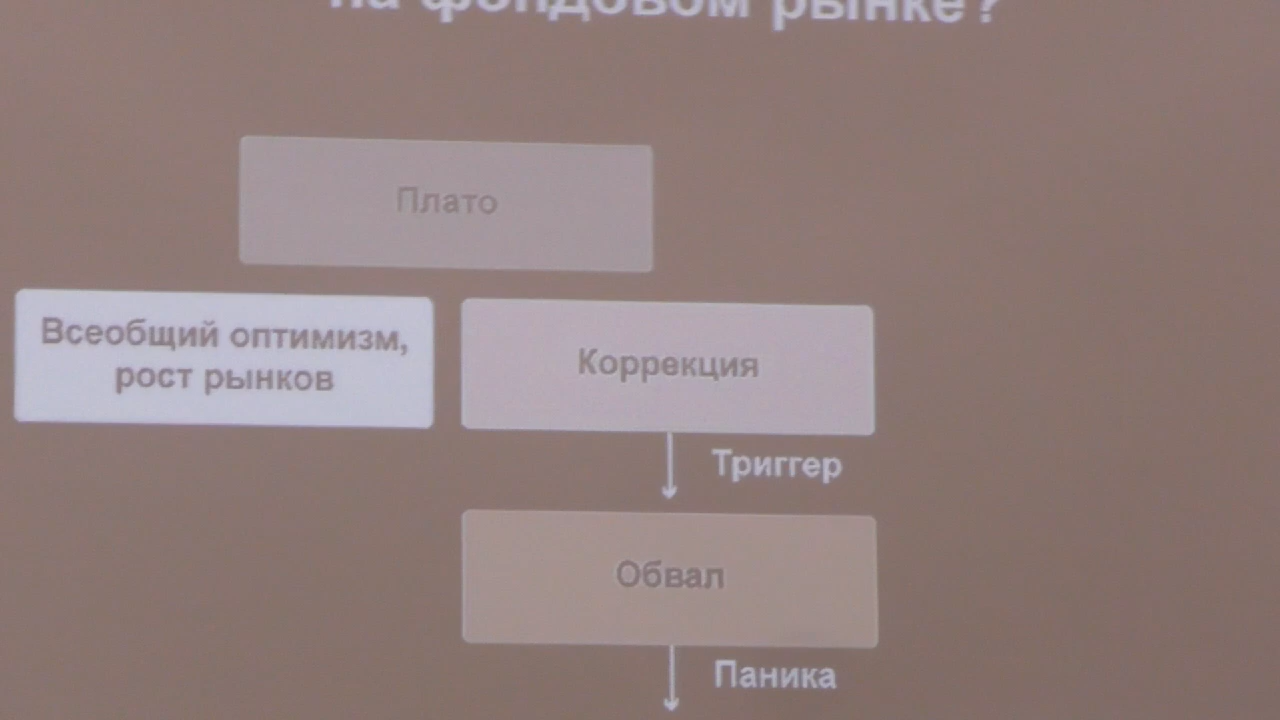 на фондовом рынке?
Плато
Всеобщий оптимизм,
рост рынков
Коррекция
Триггер
Обвал
Паника